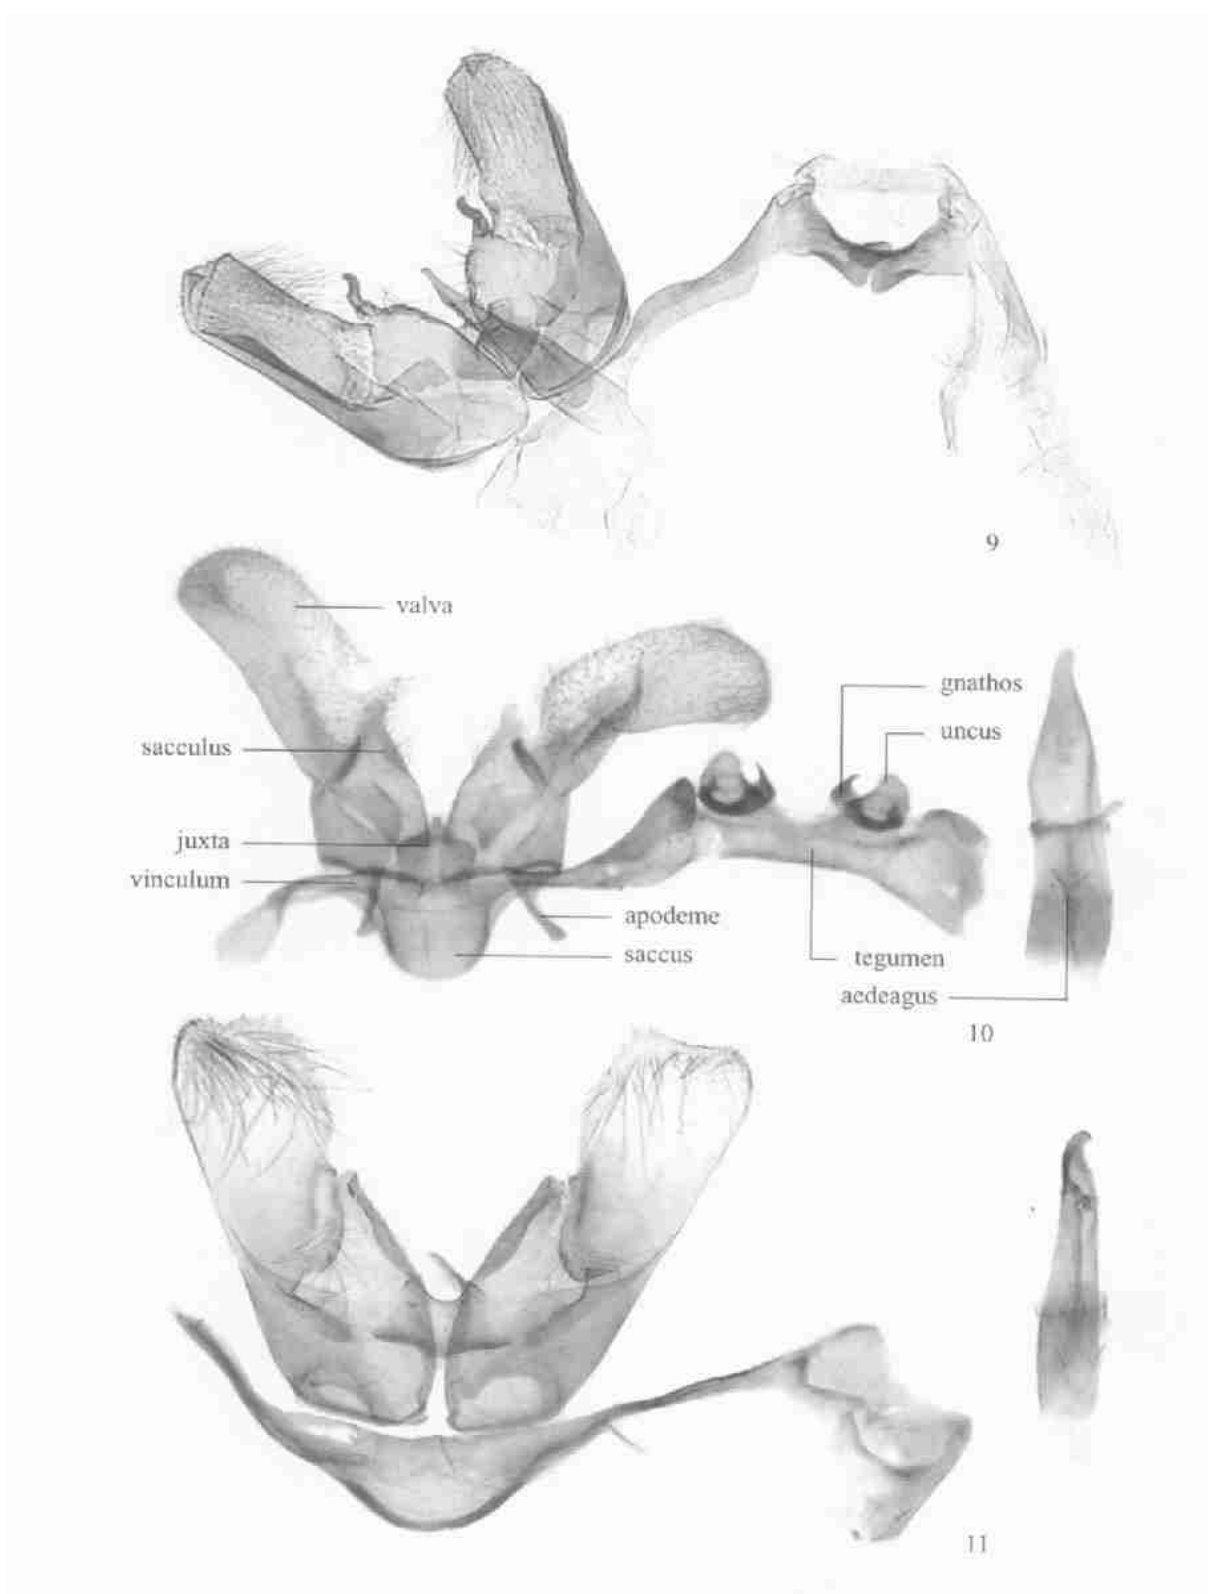 9
valva
gnathos
uncus
sacculus
juxta
vinculum
apodeme
saccus
tegumen
aedeagus
10
11